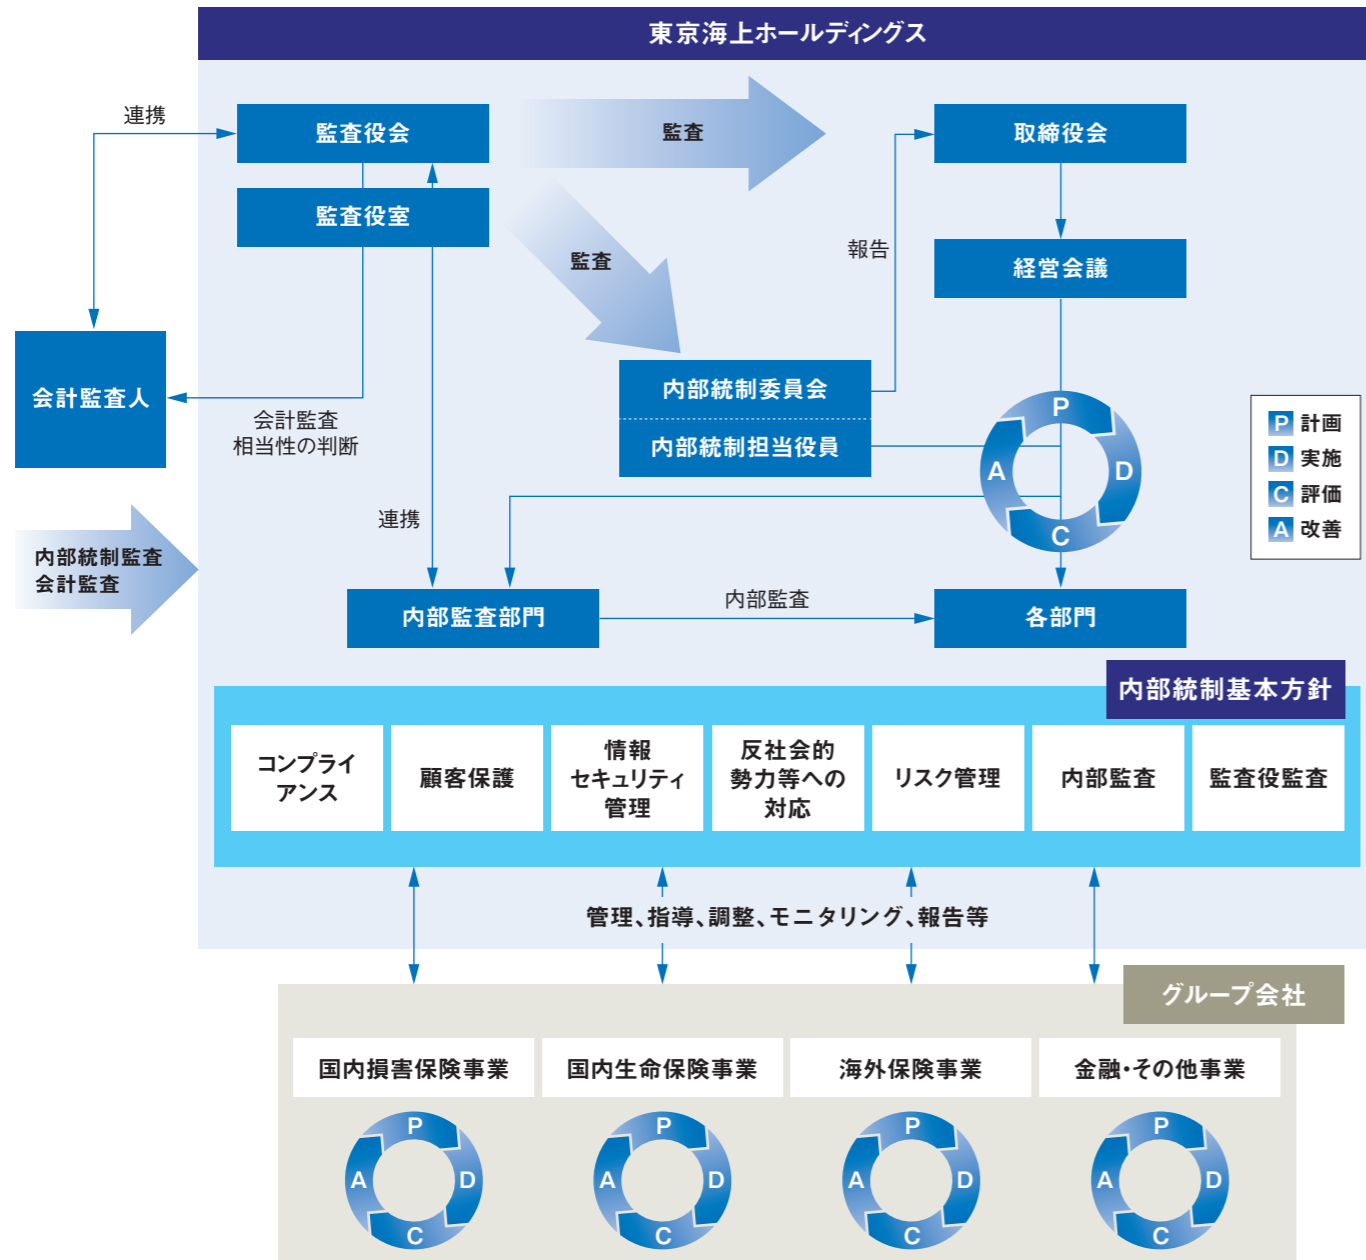 東京海上ホールディングス
連携
監査役会
監査
取締役会
監査役室
監査
報告
経営会議
会計監査人
会計監査
相当性の判断
内部統制委員会
内部統制担当役員
P
D
C
A
P 計画
D 実施
C 評価
A 改善
連携
内部統制監査
会計監査
内部監査部門
内部監査
各部門
内部統制基本方針
コンプライ
アンス
顧客保護
情報
セキュリティ
管理
反社会的
勢力等への
対応
リスク管理
内部監査
監査役監査
管理、指導、調整、モニタリング、報告等
グループ会社
国内損害保険事業
国内生命保険事業
海外保険事業
金融・その他事業
P
D
C
A
P
D
C
A
P
D
C
A
P
D
C
A